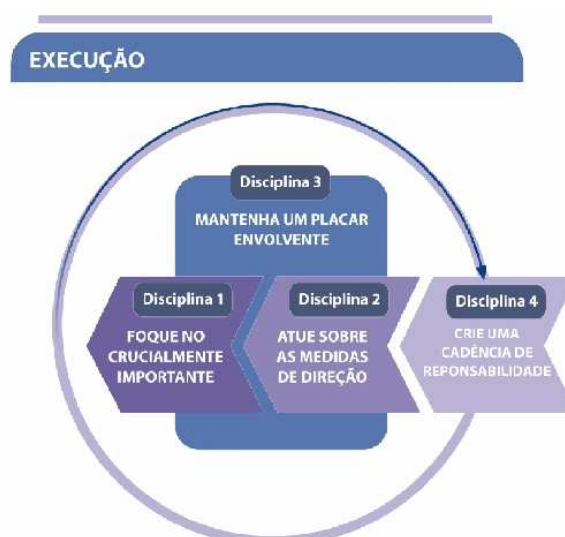 EXECUÇÃO
Disciplina 3
MANTENHA UM PLACAR
ENVOLVENTE
Disciplina 1
FOQUE NO
CRUCIALMENTE
IMPORTANTE
Disciplina 2
ATUE SOBRE
AS MEDIDAS
DE DIREÇÃO
Disciplina 4
CRIE UMA
CADÊNCIA DE
REPONSABILIDADE